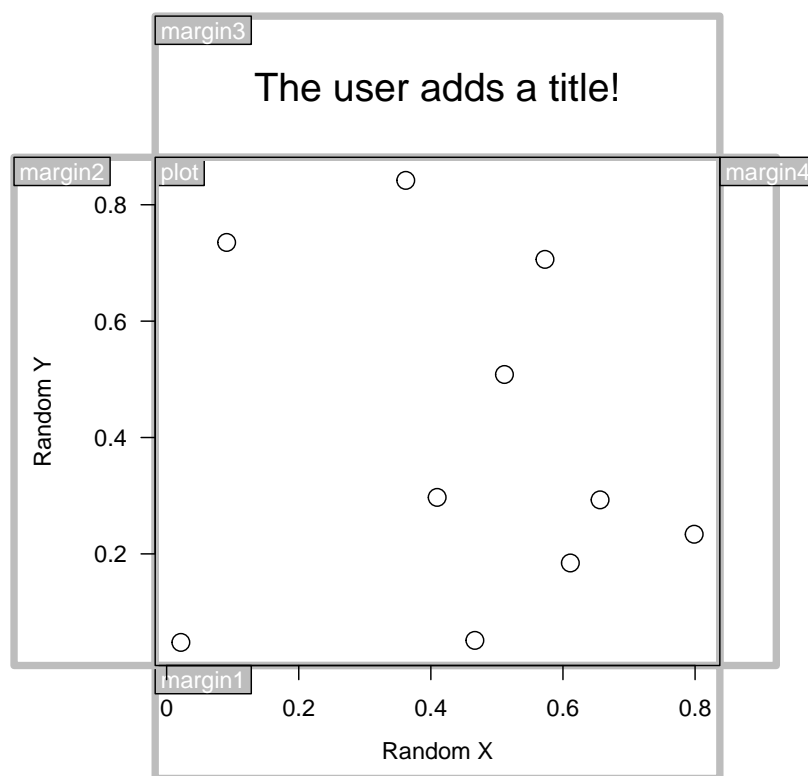 margin3
The user adds a title!
margin2
plot
margin4
0.8
0.6
0.4
0.2
Random Y
margin1
0
0.2
0.4
0.6
0.8
Random X